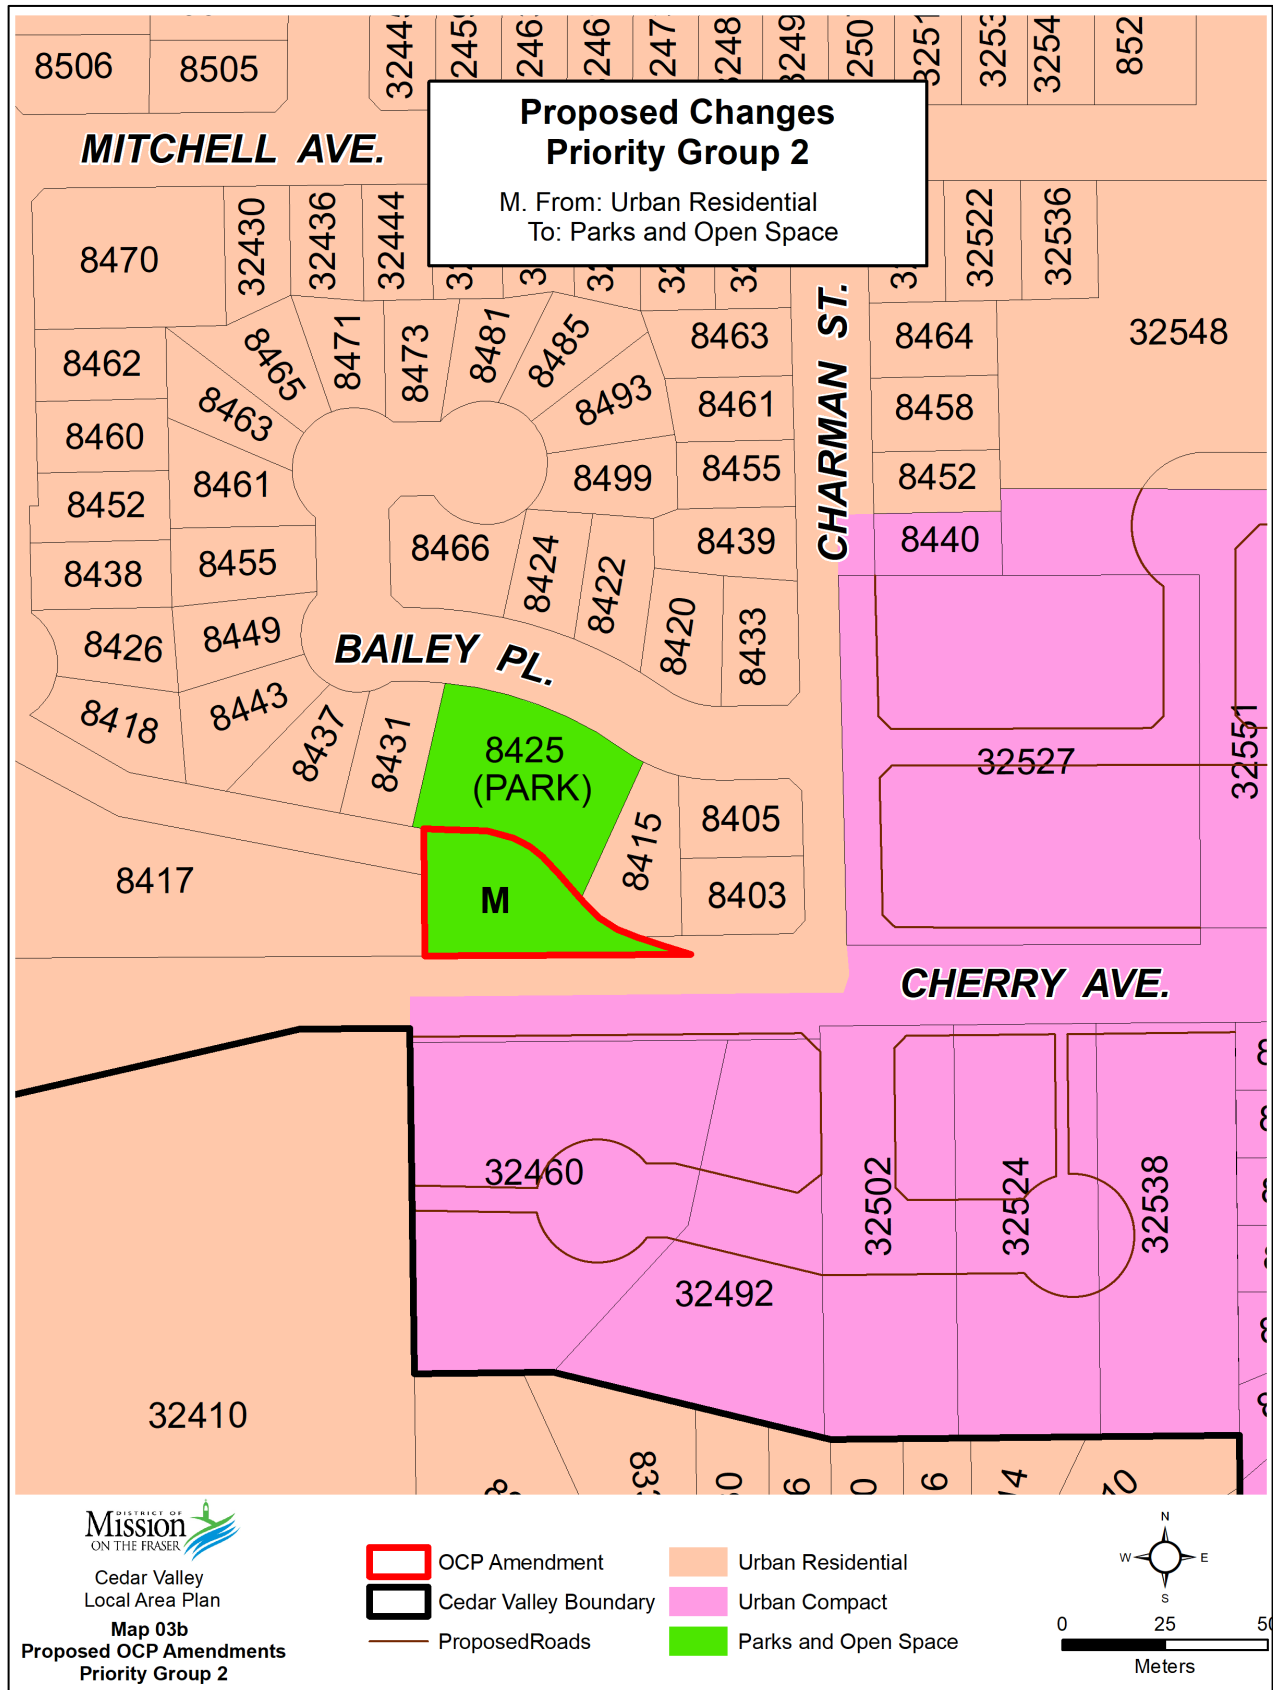 8506
8505
32536
32522
852
MITCHELL AVE.
Proposed Changes
Priority Group 2
M. From: Urban Residential
To: Parks and Open Space
8470
32430
32436
32444
CHARMAN ST.
8462
8465
8471
8473
8481
8485
8463
8464
32548
8463
8493
8461
8458
8460
8461
8499
8455
8452
8452
8466
8424
8422
8439
8440
8438
8455
8426
8449
8420
8433
BAILEY PL.
8418
8443
8437
8431
8425
(PARK)
32527
32551
8415
8405
8417
M
8403
CHERRY AVE.
32460
32502
32524
32538
32492
32410
DISTRICT OF
Mission
ON THE FRASER
Cedar Valley
Local Area Plan
Map 03b
Proposed OCP Amendments
Priority Group 2
OCP Amendment
Cedar Valley Boundary
ProposedRoads
Urban Residential
Urban Compact
Parks and Open Space
N
W E
S
0 25 50
Meters